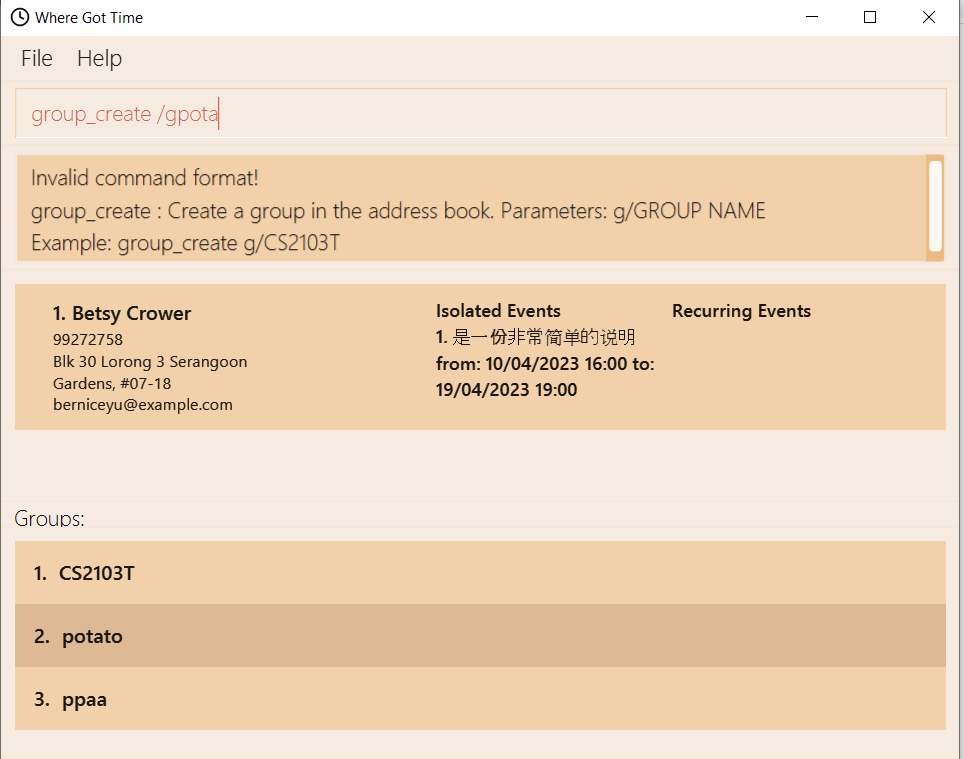 Where Got Time
File Help
group_create /gpota
Invalid command format!
group_create : Create a group in the address book. Parameters: g/GROUP NAME
Example: group_create g/CS2103T
1. Betsy Crower
99272758
Blk 30 Lorong 3 Serangoon
Gardens, #07-18
berniceyu@example.com
Isolated Events
1. 是一份非常简单的说明
from: 10/04/2023 16:00 to:
19/04/2023 19:00
Recurring Events
Groups:
1. CS2103T
2. potato
3. ppaa